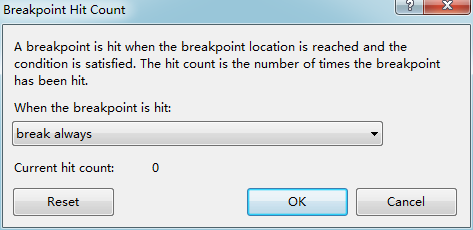 Breakpoint Hit Count
A breakpoint is hit when the breakpoint location is reached and the
condition is satisfied. The hit count is the number of times the breakpoint
has been hit.
When the breakpoint is hit:
break always
Current hit count: 0
Reset OK Cancel